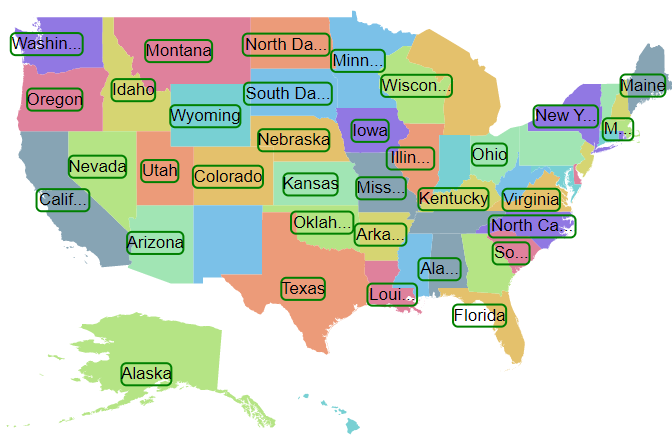 Washin...
Montana
North Da...
Minn...
Oregon
Idaho
South Da...
Wiscon...
Maine
Wyoming
New Y...
M...
Nebraska
Iowa
Illin...
Ohio
Nevada
Utah
Colorado
Kansas
Miss...
Kentucky
Virginia
Calif...
Arizona
Oklah...
Arka...
North Ca...
So...
Texas
Loui...
Ala...
Florida
Alaska